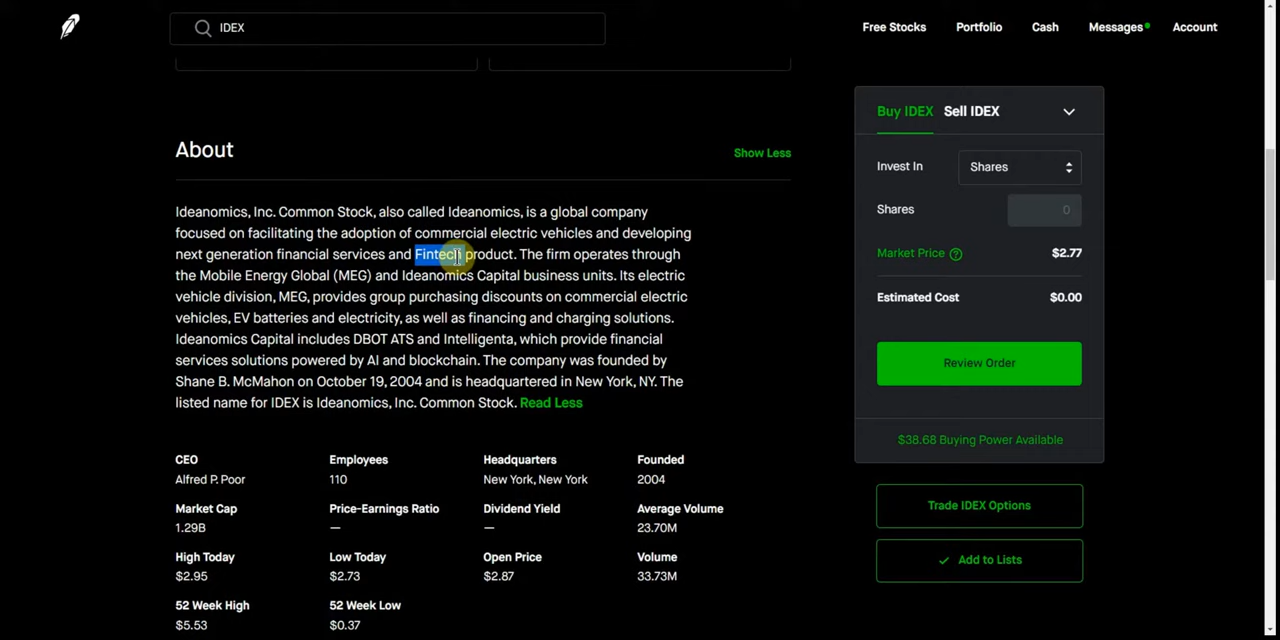 IDEX
Free Stocks
Portfolio
Cash
Messages
Account
About
Show Less
Ideanomics, Inc. Common Stock, also called Ideanomics, is a global company
focused on facilitating the adoption of commercial electric vehicles and developing
next generation financial services and Fintech product. The firm operates through
the Mobile Energy Global (MEG) and Ideanomics Capital business units. Its electric
vehicle division, MEG, provides group purchasing discounts on commercial electric
vehicles, EV batteries and electricity, as well as financing and charging solutions.
Ideanomics Capital includes DBOT ATS and Intelligenta, which provide financial
services solutions powered by AI and blockchain. The company was founded by
Shane B. McMahon on October 19, 2004 and is headquartered in New York, NY. The
listed name for IDEX is Ideanomics, Inc. Common Stock. Read Less
CEO
Alfred P. Poor
Employees
110
Headquarters
New York, New York
Founded
2004
Market Cap
1.29B
Price-Earnings Ratio
—
Dividend Yield
—
Average Volume
23.70M
High Today
$2.95
Low Today
$2.73
Open Price
$2.87
Volume
33.73M
52 Week High
$5.53
52 Week Low
$0.37
Buy IDEX
Sell IDEX
Invest In
Shares
Shares
0
Market Price ?
$2.77
Estimated Cost
$0.00
Review Order
$38.68 Buying Power Available
Trade IDEX Options
Add to Lists